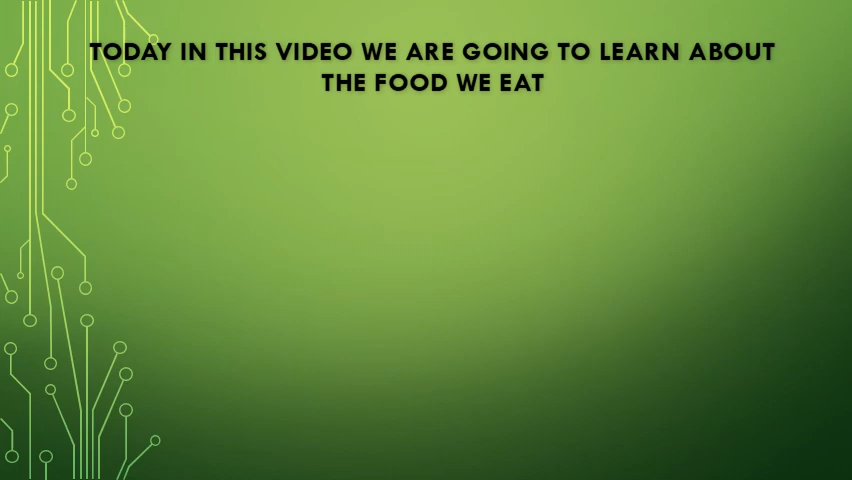 TODAY IN THIS VIDEO WE ARE GOING TO LEARN ABOUT
THE FOOD WE EAT